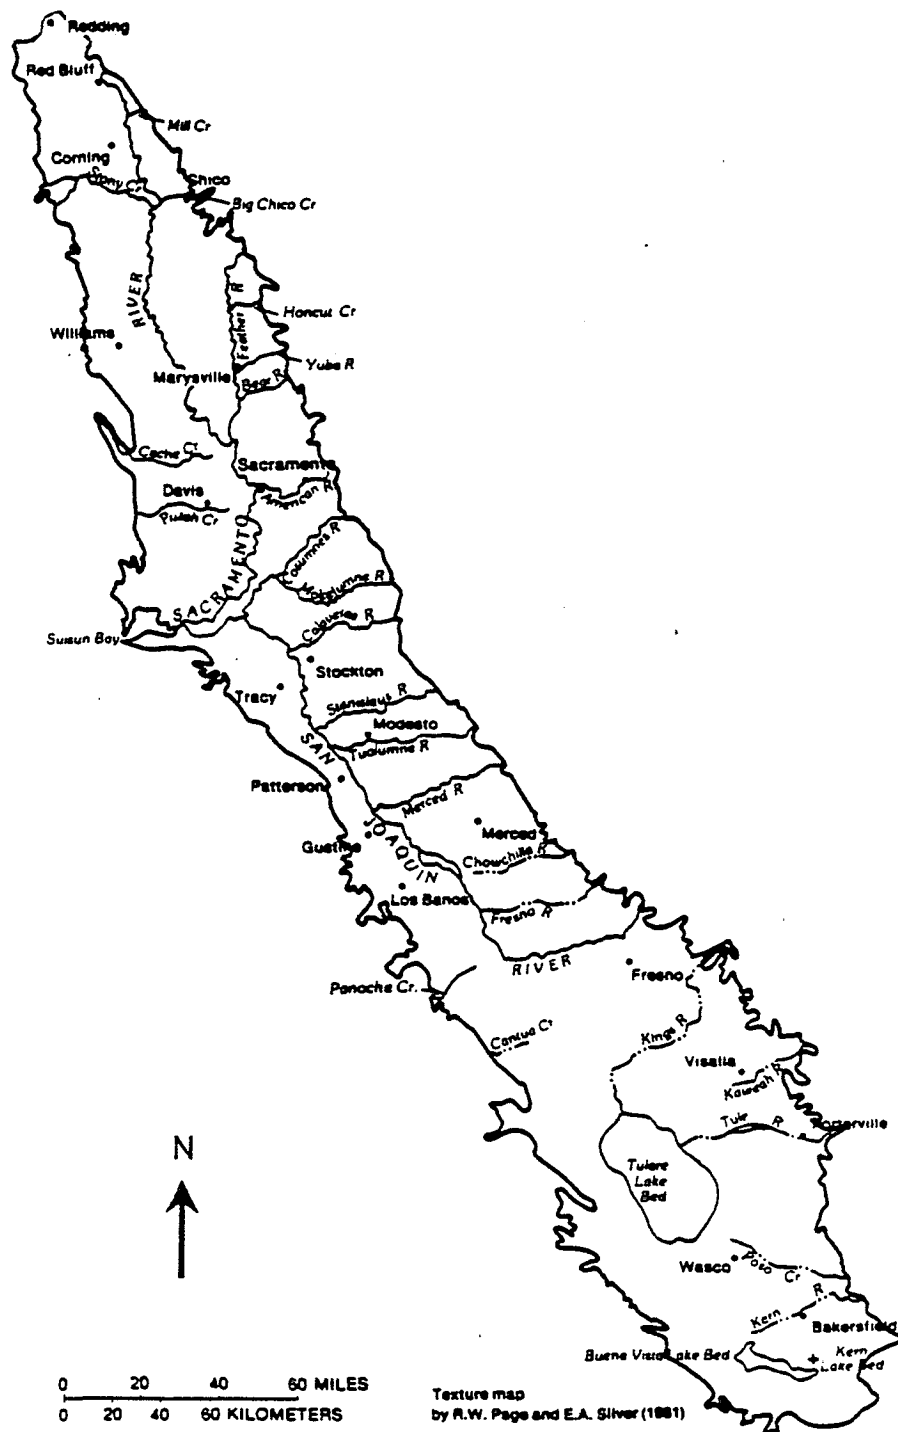 Redding
Red Bluff
Mill Cr
Corning
Stony Cr
Chico
Big Chico Cr
RIVER
Feather R
Honcut Cr
Williams
Yuba R
Marysville
Bear R
Cache Cr
Sacramento
American R
Davis
Putah Cr
SACRAMENTO
Cosumnes R
Mokelumne R
Calaveras R
Suisun Bay
Stockton
Tracy
Stanislaus R
Modesto
Tuolumne R
SAN
Patterson
Merced R
JOAQUIN
Merced
Gustine
Chowchilla R
Los Banos
Fresno R
RIVER
Fresno
Panoche Cr.
Cantua Cr
Kings R
Visalia
Kaweah R
Tule R
Porterville
N
Tulare
Lake
Bed
Wasco
Poso Cr
Kern R
Bakersfield
Buena Vista Lake Bed
Kern
Lake Bed
0 20 40 60 MILES
0 20 40 60 KILOMETERS
Texture map
by R.W. Page and E.A. Silver (1981)